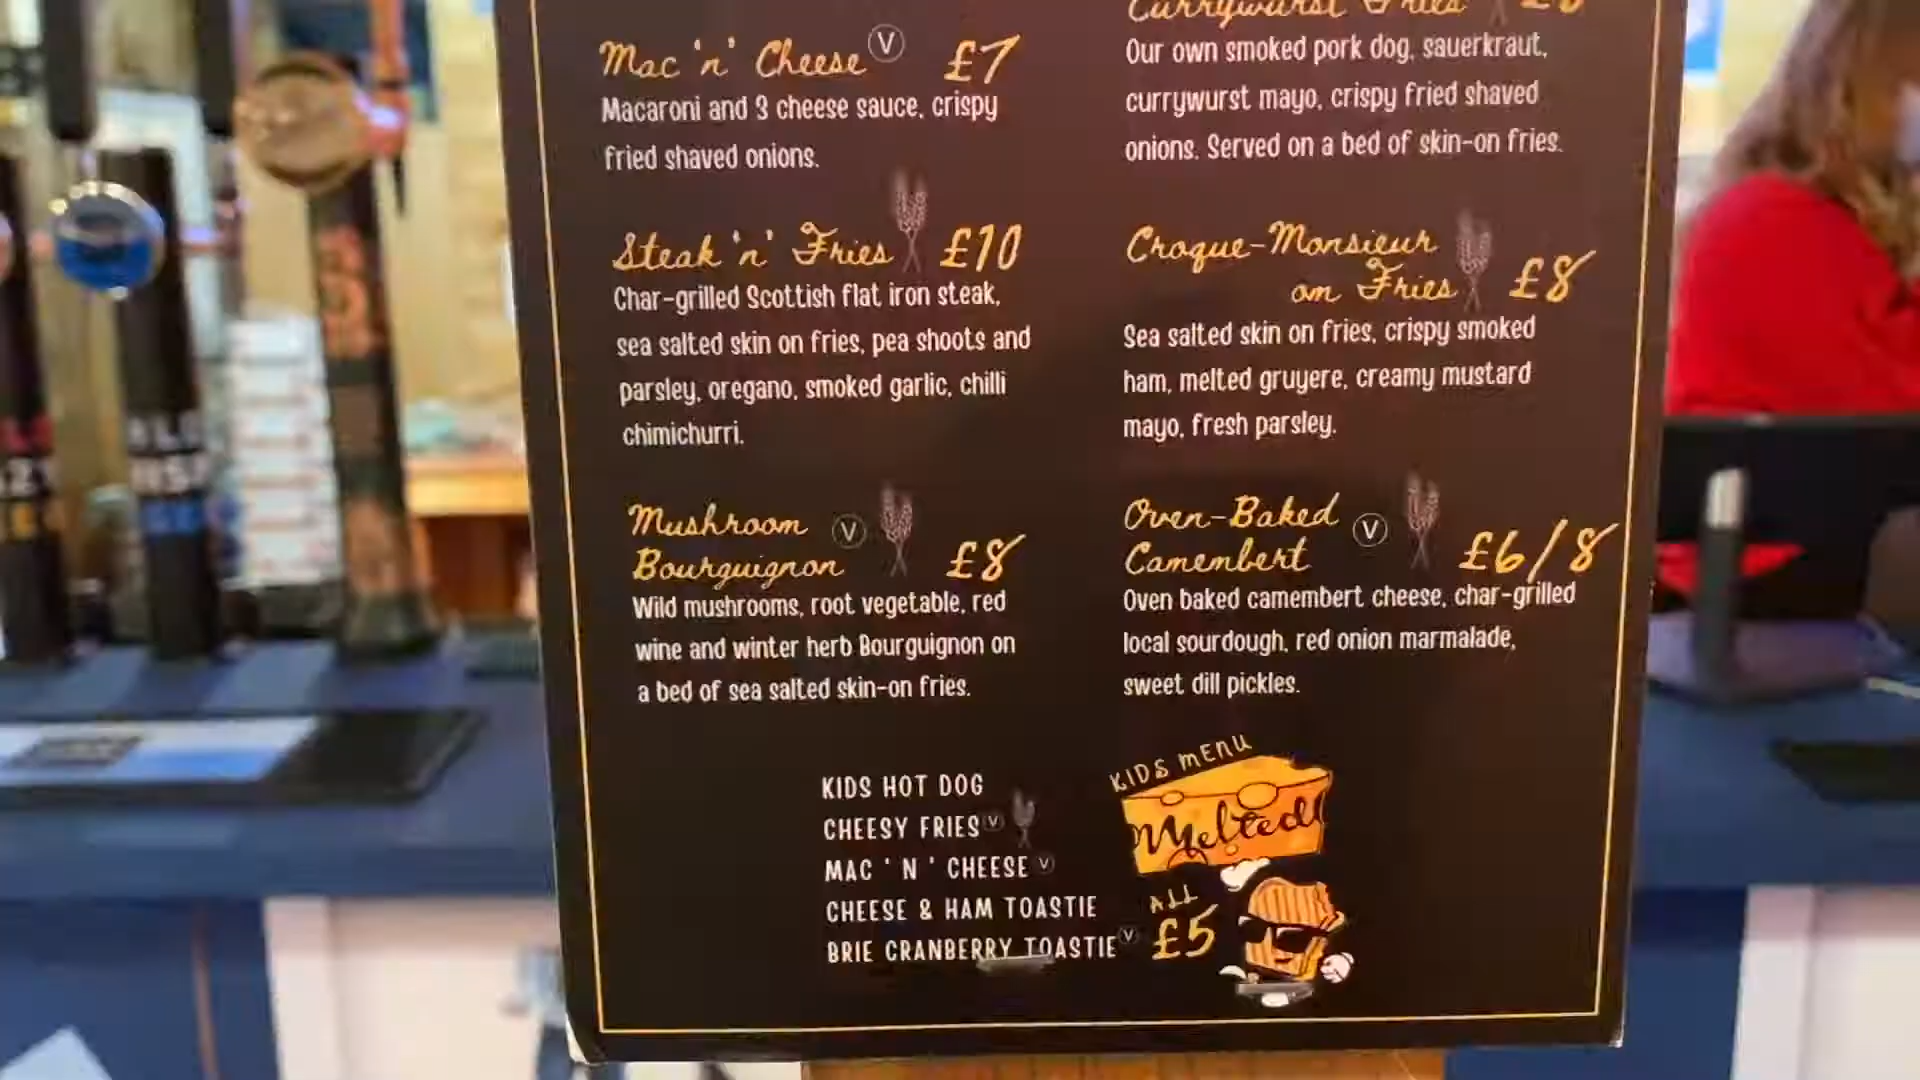 Mac 'n' Cheese V £7
Macaroni and 3 cheese sauce, crispy
fried shaved onions.
Steak 'n' Fries £10
Char-grilled Scottish flat iron steak,
sea salted skin on fries, pea shoots and
parsley, oregano, smoked garlic, chilli
chimichurri.
Mushroom V
Bourguignon £8
Wild mushrooms, root vegetable, red
wine and winter herb Bourguignon on
a bed of sea salted skin-on fries.
Currywurst Fries
Our own smoked pork dog, sauerkraut,
currywurst mayo, crispy fried shaved
onions. Served on a bed of skin-on fries.
Croque-Monsieur
on Fries £8
Sea salted skin on fries, crispy smoked
ham, melted gruyere, creamy mustard
mayo, fresh parsley.
Oven-Baked V
Camembert £6/8
Oven baked camembert cheese, char-grilled
local sourdough, red onion marmalade,
sweet dill pickles.
KIDS HOT DOG
CHEESY FRIES V
MAC 'N' CHEESE V
CHEESE & HAM TOASTIE
BRIE CRANBERRY TOASTIE V
KIDS MENU
Melted
ALL
£5